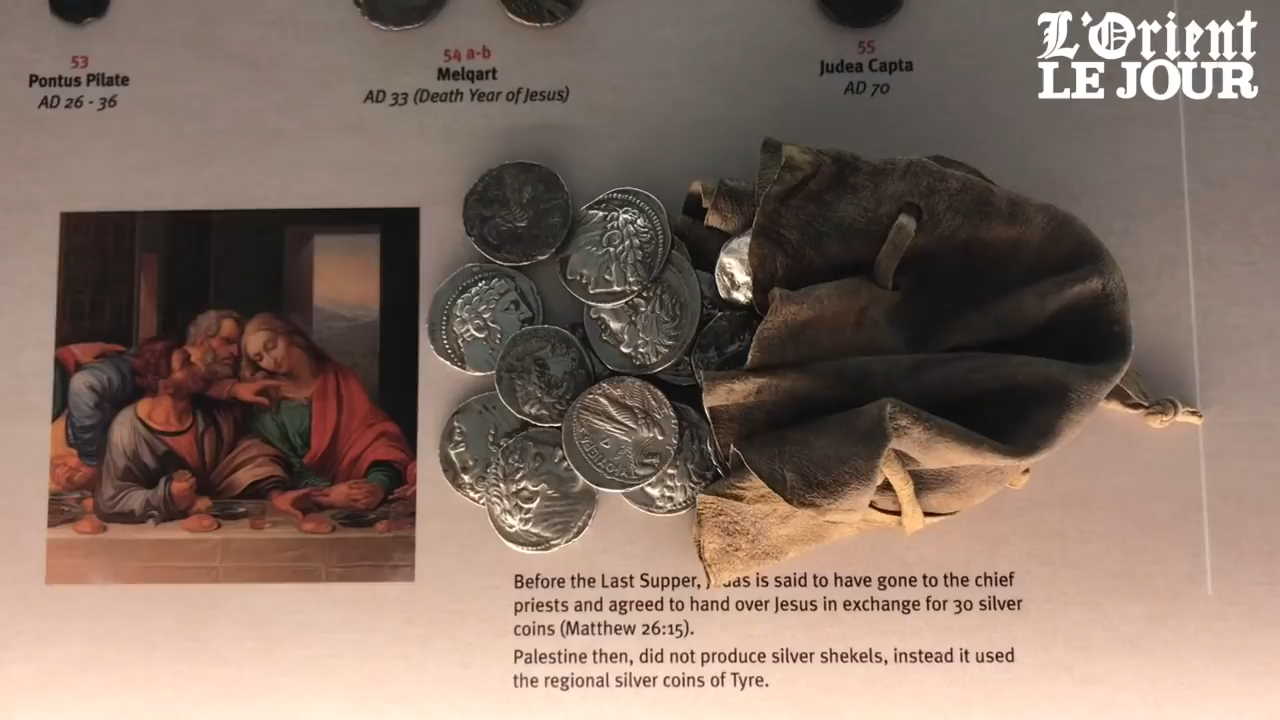 L'Orient
LE JOUR
53
Pontus Pilate
AD 26 - 36
54 a-b
Melqart
AD 33 (Death Year of Jesus)
55
Judea Capta
AD 70
Before the Last Supper, is said to have gone to the chief
priests and agreed to hand over Jesus in exchange for 30 silver
coins (Matthew 26:15).
Palestine then, did not produce silver shekels, instead it used
the regional silver coins of Tyre.